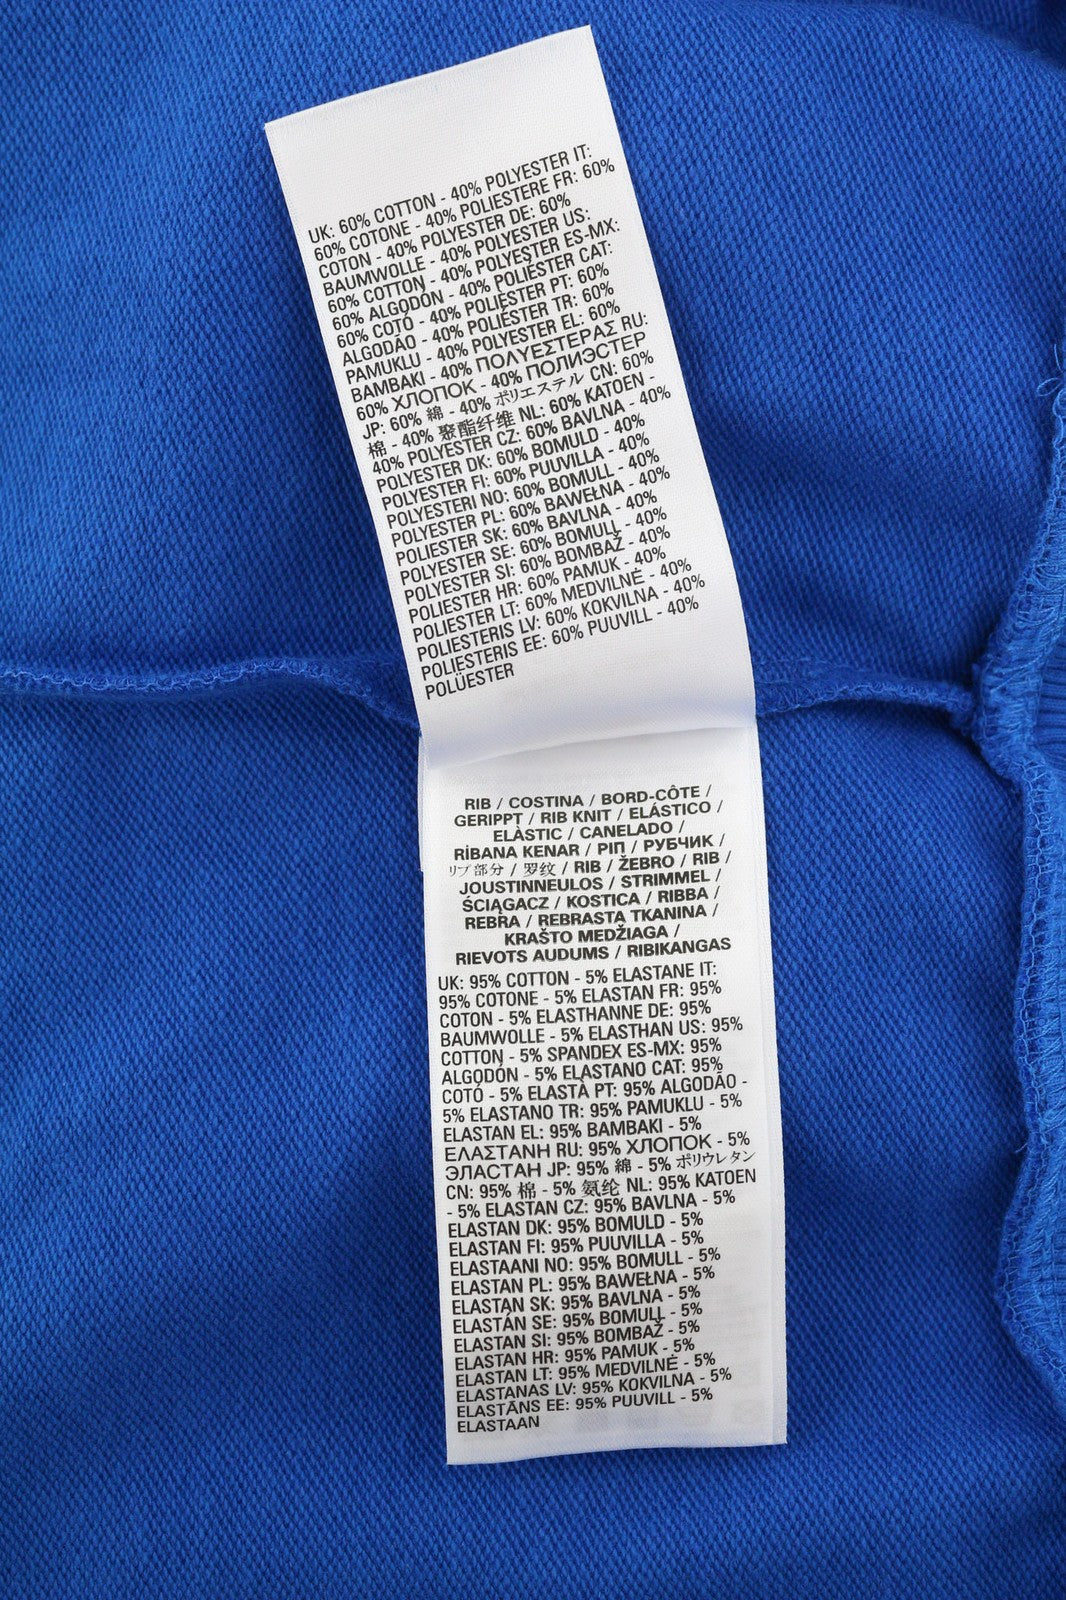 UK: 60% COTTON - 40% POLYESTER IT:
60% COTONE - 40% POLIESTERE FR: 60%
COTON - 40% POLYESTER DE: 60%
BAUMWOLLE - 40% POLYESTER US:
60% COTTON - 40% POLYESTER ES-MX:
60% ALGODÓN - 40% POLIÉSTER CAT:
60% COTÓ - 40% POLIÈSTER PT: 60%
ALGODÃO - 40% POLIÉSTER TR: 60%
PAMUKLU - 40% POLYESTER EL: 60%
BAMBAKI - 40% ΠΟΛΥΕΣΤΕΡΑΣ RU:
60% ХЛОПОК - 40% ПОЛИЭСТЕР
JP: 60% 綿 - 40% ポリエステル CN: 60%
棉 - 40% 聚酯纤维 NL: 60% KATOEN -
40% POLYESTER CZ: 60% BAVLNA - 40%
POLYESTER DK: 60% BOMULD - 40%
POLYESTER FI: 60% PUUVILLA - 40%
POLYESTERI NO: 60% BOMULL - 40%
POLYESTER PL: 60% BAWEŁNA - 40%
POLIESTER SK: 60% BAVLNA - 40%
POLYESTER SE: 60% BOMULL - 40%
POLYESTER SI: 60% BOMBAŽ - 40%
POLIESTER HR: 60% PAMUK - 40%
POLIESTER LT: 60% MEDVILNĖ - 40%
POLIESTERIS LV: 60% KOKVILNA - 40%
POLIESTERIS EE: 60% PUUVILL - 40%
POLÜESTER
RIB / COSTINA / BORD-CÔTE /
GERIPPT / RIB KNIT / ELÁSTICO /
ELÀSTIC / CANELADO /
RİBANA KENAR / ΡΙΠ / РУБЧИК /
リブ部分 / 罗纹 / RIB / ŽEBRO / RIB /
JOUSTINNEULOS / STRIMMEL /
ŚCIĄGACZ / KOSTICA / RIBBA /
REBRA / REBRASTA TKANINA /
KRAŠTO MEDŽIAGA /
RIEVOTS AUDUMS / RIBIKANGAS
UK: 95% COTTON - 5% ELASTANE IT:
95% COTONE - 5% ELASTAN FR: 95%
COTON - 5% ELASTHANNE DE: 95%
BAUMWOLLE - 5% ELASTHAN US: 95%
COTTON - 5% SPANDEX ES-MX: 95%
ALGODÓN - 5% ELASTANO CAT: 95%
COTÓ - 5% ELASTÀ PT: 95% ALGODÃO -
5% ELASTANO TR: 95% PAMUKLU - 5%
ELASTAN EL: 95% BAMBAKI - 5%
ΕΛΑΣΤΑΝΗ RU: 95% ХЛОПОК - 5%
ЭЛАСТАН JP: 95% 綿 - 5% ポリウレタン
CN: 95% 棉 - 5% 氨纶 NL: 95% KATOEN
- 5% ELASTAN CZ: 95% BAVLNA - 5%
ELASTAN DK: 95% BOMULD - 5%
ELASTAN FI: 95% PUUVILLA - 5%
ELASTAANI NO: 95% BOMULL - 5%
ELASTAN PL: 95% BAWEŁNA - 5%
ELASTAN SK: 95% BAVLNA - 5%
ELASTÁN SE: 95% BOMULL - 5%
ELASTAN SI: 95% BOMBAŽ - 5%
ELASTAN HR: 95% PAMUK - 5%
ELASTAN LT: 95% MEDVILNĖ - 5%
ELASTANAS LV: 95% KOKVILNA - 5%
ELASTĀNS EE: 95% PUUVILL - 5%
ELASTAAN